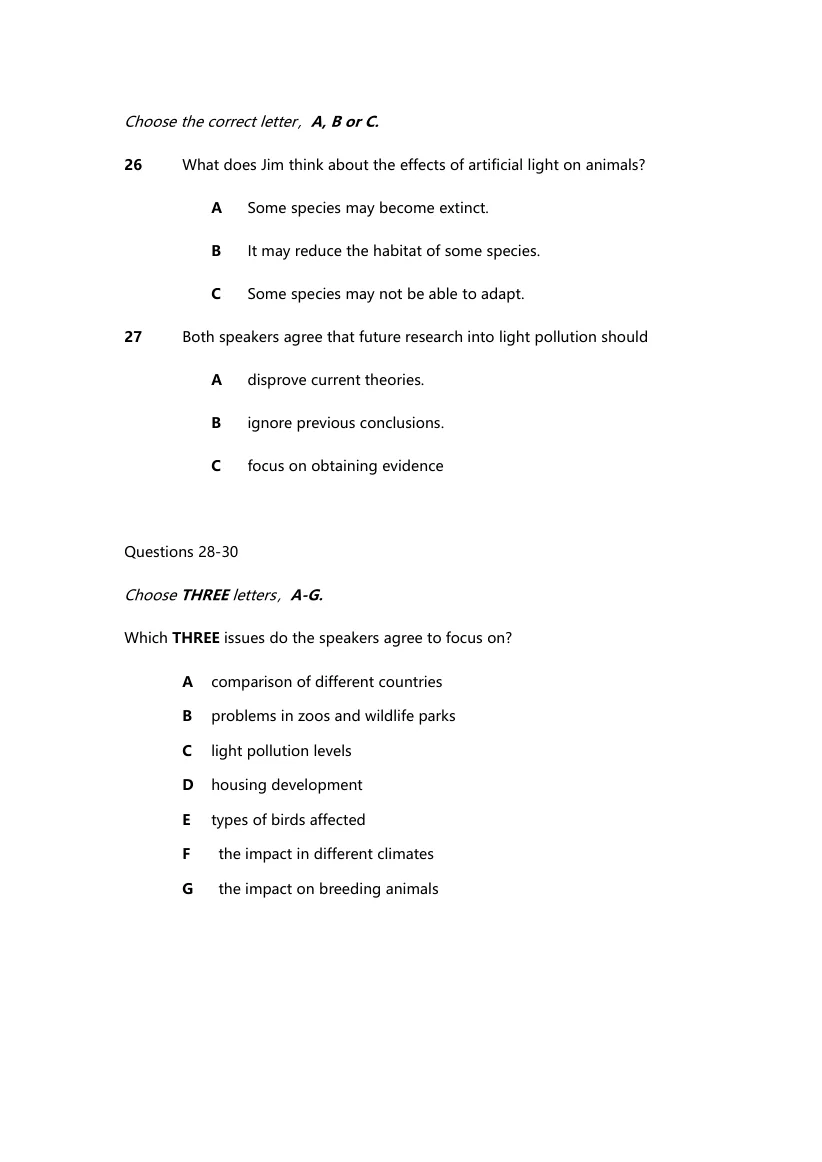 Choose the correct letter, A, B or C.
26 What does Jim think about the effects of artificial light on animals?
A Some species may become extinct.
B It may reduce the habitat of some species.
C Some species may not be able to adapt.
27 Both speakers agree that future research into light pollution should
A disprove current theories.
B ignore previous conclusions.
C focus on obtaining evidence
Questions 28-30
Choose THREE letters, A-G.
Which THREE issues do the speakers agree to focus on?
A comparison of different countries
B problems in zoos and wildlife parks
C light pollution levels
D housing development
E types of birds affected
F the impact in different climates
G the impact on breeding animals